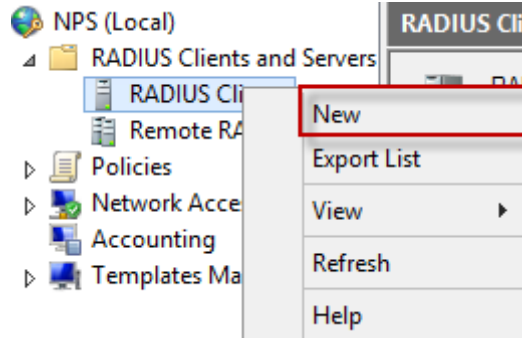 NPS (Local)
RADIUS Cli
RADIUS Clients and Servers
RADIUS Cli
New
Remote RA
Export List
Policies
Network Acce
View
Accounting
Refresh
Templates Ma
Help